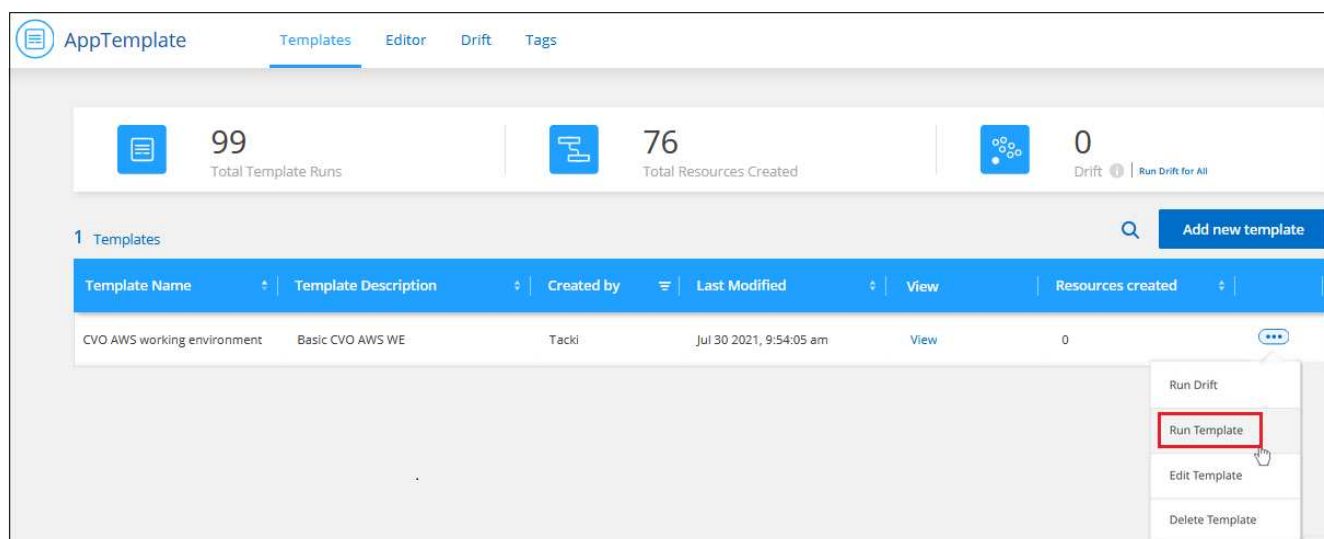 AppTemplate Templates Editor Drift Tags
99
Total Template Runs
76
Total Resources Created
0
Drift Run Drift for All
1 Templates
Add new template
Template Name Template Description Created by Last Modified View Resources created
CVO AWS working environment Basic CVO AWS WE Tacki Jul 30 2021, 9:54:05 am View 0
Run Drift
Run Template
Edit Template
Delete Template